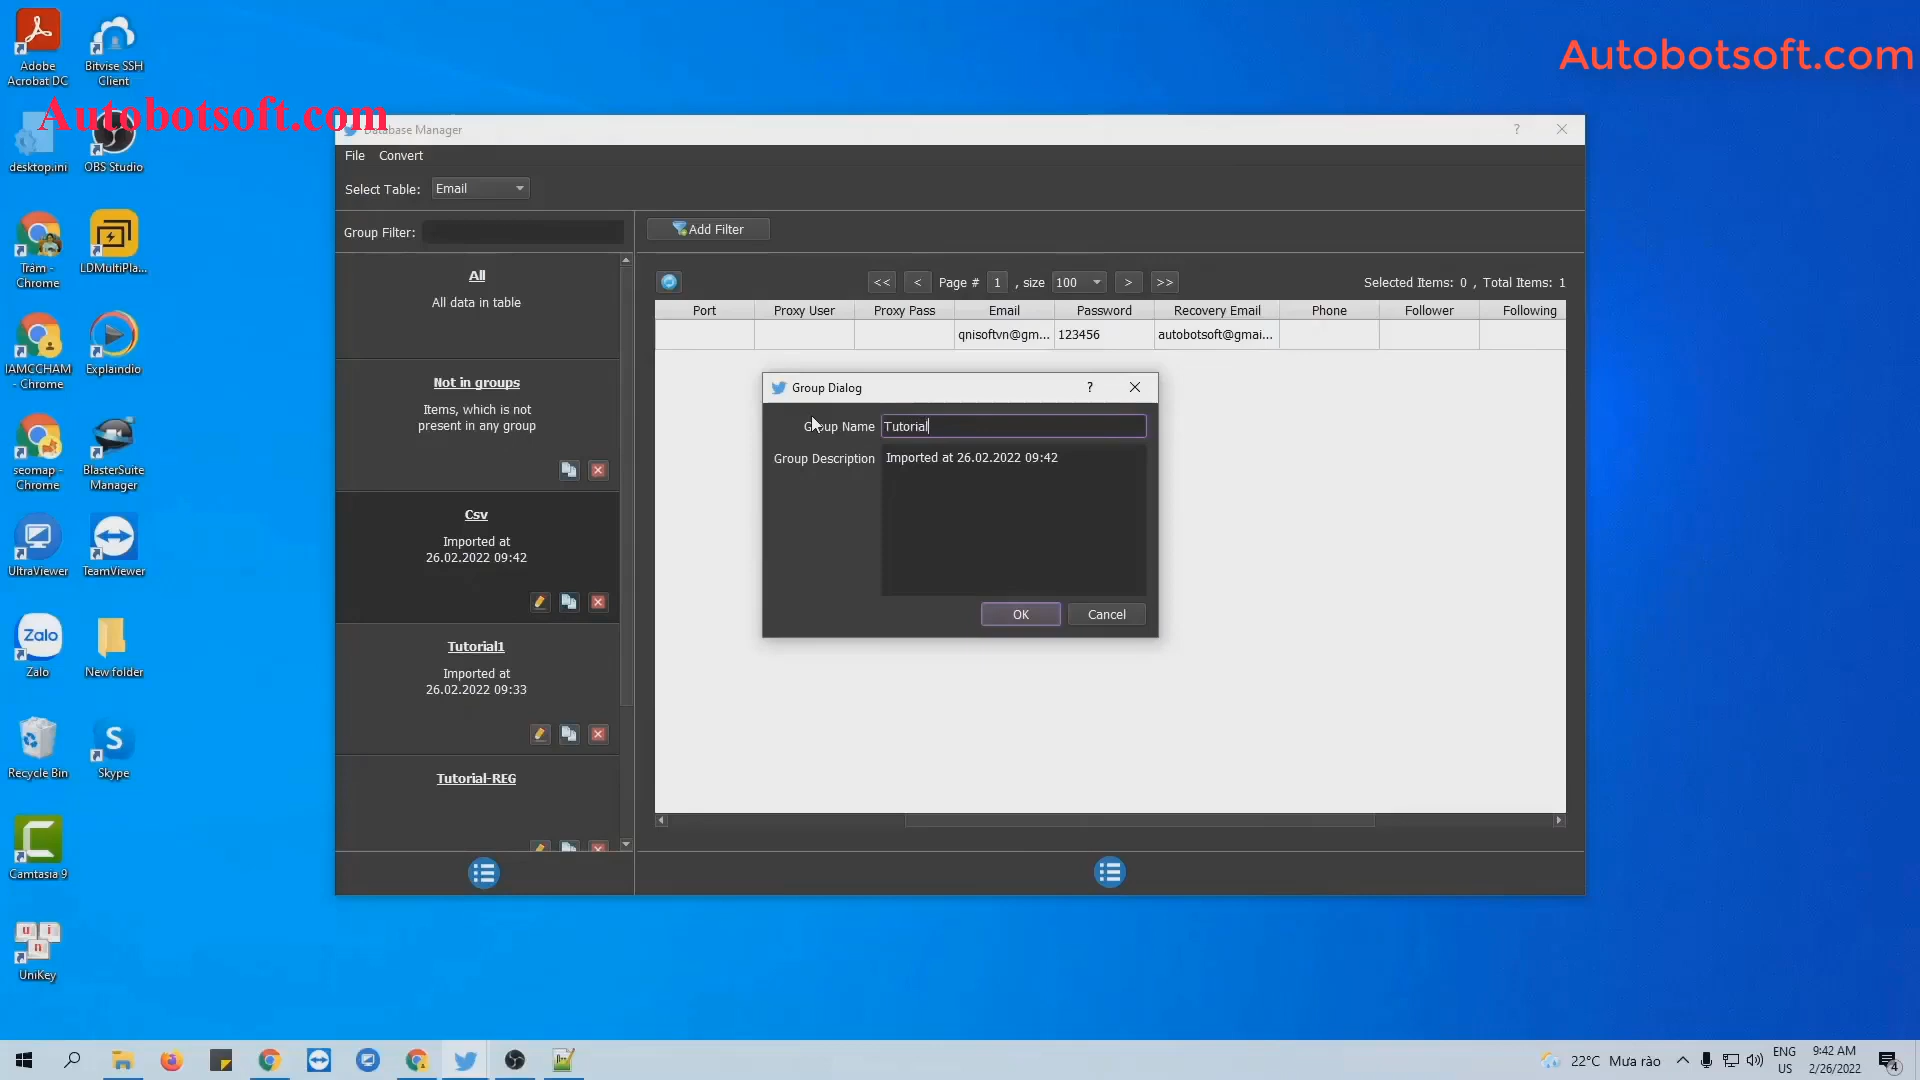 Adobe
Acrobat DC
Bitvise SSH
Client
Autobotsoft.com
Autobotsoft.com
desktop.ini
OBS Studio
Trâm -
Chrome
LDMultiPla...
IAMCCHAM
- Chrome
Explaindio
seomap -
Chrome
BlasterSuite
Manager
UltraViewer
TeamViewer
Zalo
Zalo
New folder
Recycle Bin
Skype
Camtasia 9
UniKey
Database Manager
?
File
Convert
Select Table:
Email
Group Filter:
Add Filter
All
All data in table
Not in groups
Items, which is not
present in any group
Csv
Imported at
26.02.2022 09:42
Tutorial1
Imported at
26.02.2022 09:33
Tutorial-REG
<< < Page # 1 , size 100 > >>
Selected Items: 0 , Total Items: 1
Port Proxy User Proxy Pass Email Password Recovery Email Phone Follower Following
qnisoftvn@gm... 123456 autobotsoft@gmai...
Group Dialog
?
Group Name Tutorial
Group Description Imported at 26.02.2022 09:42
OK Cancel
22°C Mưa rào
ENG
US
9:42 AM
2/26/2022
4